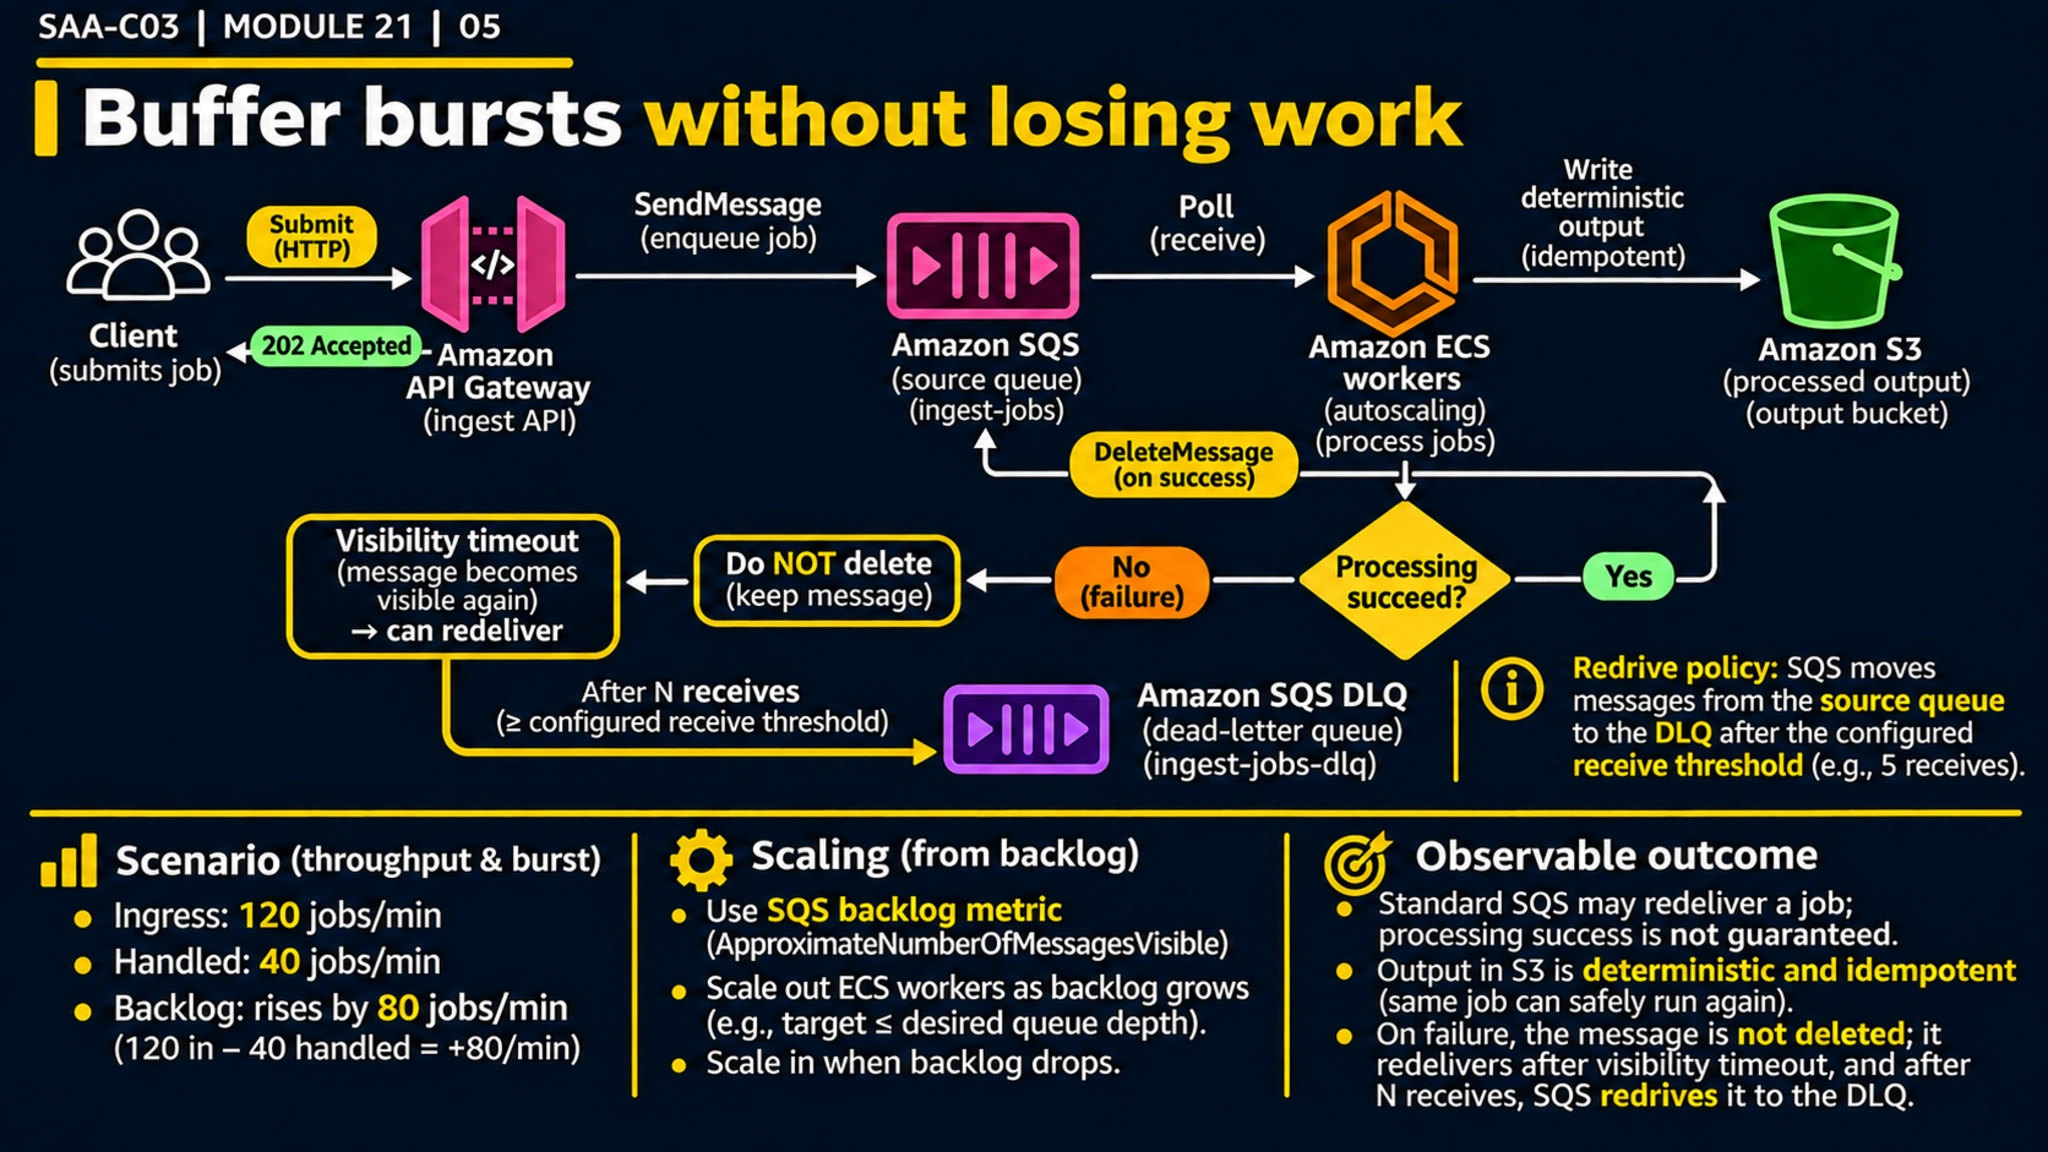 SAA-C03 | MODULE 21 | 05
Buffer bursts without losing work
Submit
(HTTP)
202 Accepted
Client
(submits job)
</>
Amazon
API Gateway
(ingest API)
SendMessage
(enqueue job)
Amazon SQS
(source queue)
(ingest-jobs)
Poll
(receive)
Amazon ECS
workers
(autoscaling)
(process jobs)
Write
deterministic
output
(idempotent)
Amazon S3
(processed output)
(output bucket)
DeleteMessage
(on success)
Processing
succeed?
Yes
No
(failure)
Do NOT delete
(keep message)
Visibility timeout
(message becomes
visible again)
→ can redeliver
After N receives
(≥ configured receive threshold)
Amazon SQS DLQ
(dead-letter queue)
(ingest-jobs-dlq)
i
Redrive policy: SQS moves
messages from the source queue
to the DLQ after the configured
receive threshold (e.g., 5 receives).
Scenario (throughput & burst)
• Ingress: 120 jobs/min
• Handled: 40 jobs/min
• Backlog: rises by 80 jobs/min
(120 in – 40 handled = +80/min)
Scaling (from backlog)
• Use SQS backlog metric
(ApproximateNumberOfMessagesVisible)
• Scale out ECS workers as backlog grows
(e.g., target ≤ desired queue depth).
• Scale in when backlog drops.
Observable outcome
• Standard SQS may redeliver a job;
processing success is not guaranteed.
• Output in S3 is deterministic and idempotent
(same job can safely run again).
• On failure, the message is not deleted; it
redelivers after visibility timeout, and after
N receives, SQS redrives it to the DLQ.